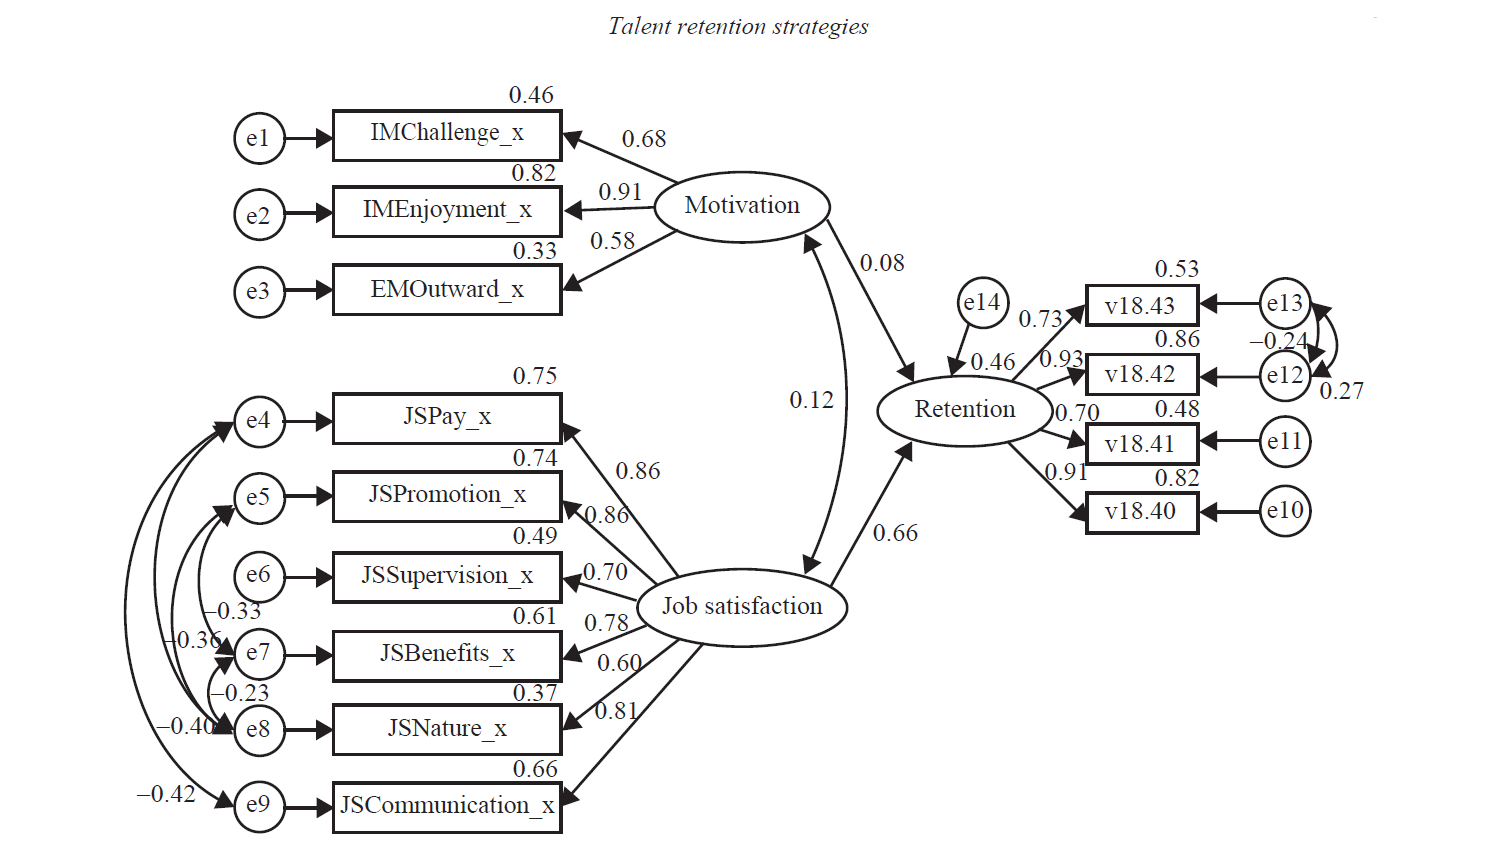 Talent retention strategies
0.46
e1
IMChallenge_x
0.68
0.82
e2
IMEnjoyment_x
0.91
Motivation
0.33
0.58
e3
EMOutward_x
0.08
0.12
e14
0.46
Retention
0.66
0.73
0.53
v18.43
e13
−0.24
0.93
0.86
v18.42
e12
0.27
0.70
0.48
v18.41
e11
0.91
0.82
v18.40
e10
0.75
e4
JSPay_x
0.86
0.74
e5
JSPromotion_x
0.86
0.49
e6
JSSupervision_x
0.70
Job satisfaction
−0.33
0.61
−0.36
e7
JSBenefits_x
0.78
−0.23
0.37
0.60
−0.40
e8
JSNature_x
0.81
0.66
−0.42
e9
JSCommunication_x